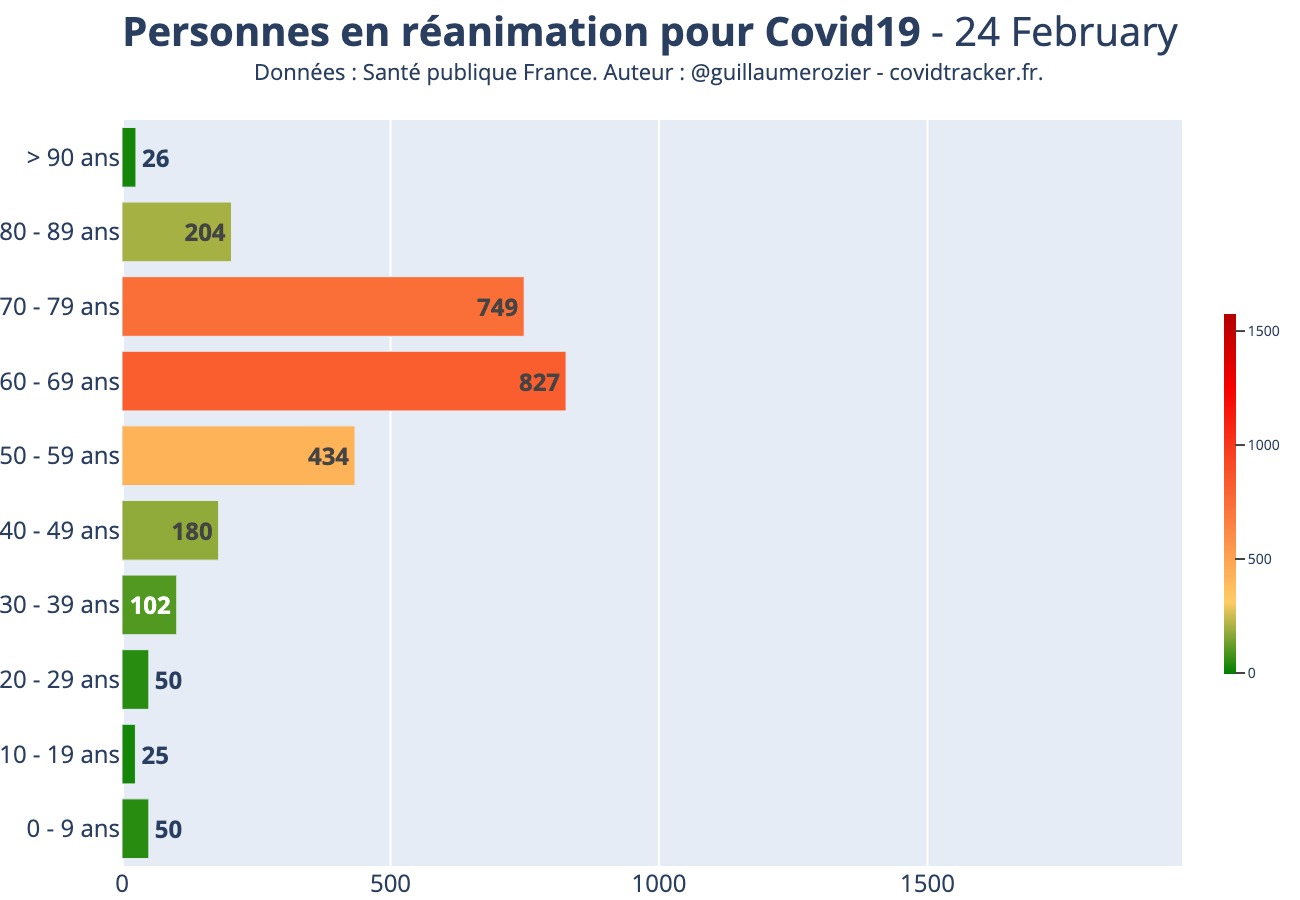 Personnes en réanimation pour Covid19 - 24 February
Données : Santé publique France. Auteur : @guillaumerozier - covidtracker.fr.
> 90 ans 26
80 - 89 ans 204
70 - 79 ans 749
60 - 69 ans 827
50 - 59 ans 434
40 - 49 ans 180
30 - 39 ans 102
20 - 29 ans 50
10 - 19 ans 25
0 - 9 ans 50
0 500 1000 1500
1500
1000
500
0